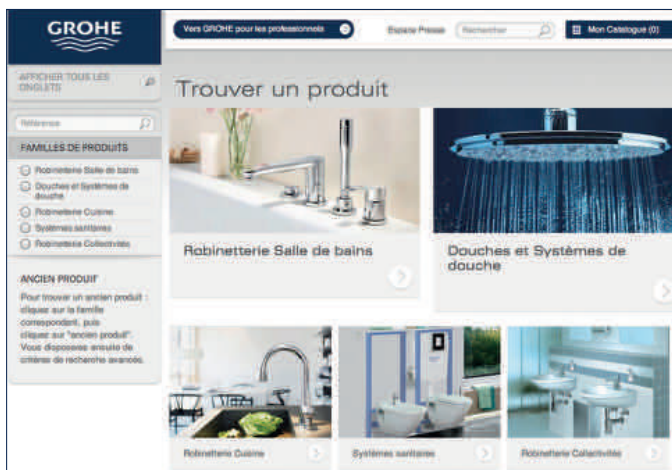 GROHE
Vers GROHE pour les professionnels
Espace Presse
Rechercher
Mon Catalogue (0)
AFFICHER TOUS LES
ONGLETS
Trouver un produit
Référence
FAMILLES DE PRODUITS
Robinetterie Salle de bains
Douches et Systèmes de
douche
Robinetterie Cuisine
Systèmes sanitaires
Robinetterie Collectivités
ANCIEN PRODUIT
Pour trouver un ancien produit :
cliquez sur la famille
correspondant, puis
cliquez sur "ancien produit".
Vous disposerez ensuite de
critères de recherche avancés.
Robinetterie Salle de bains
Douches et Systèmes de
douche
Robinetterie Cuisine
Systèmes sanitaires
Robinetterie Collectivités